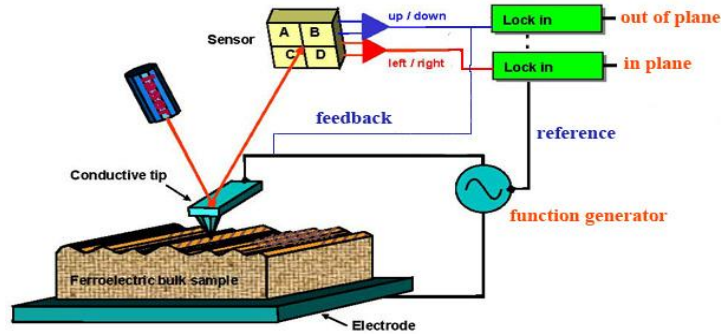 Sensor
A B
C D
up / down
left / right
Lock in
out of plane
Lock in
in plane
feedback
reference
Conductive tip
function generator
Ferroelectric bulk sample
Electrode